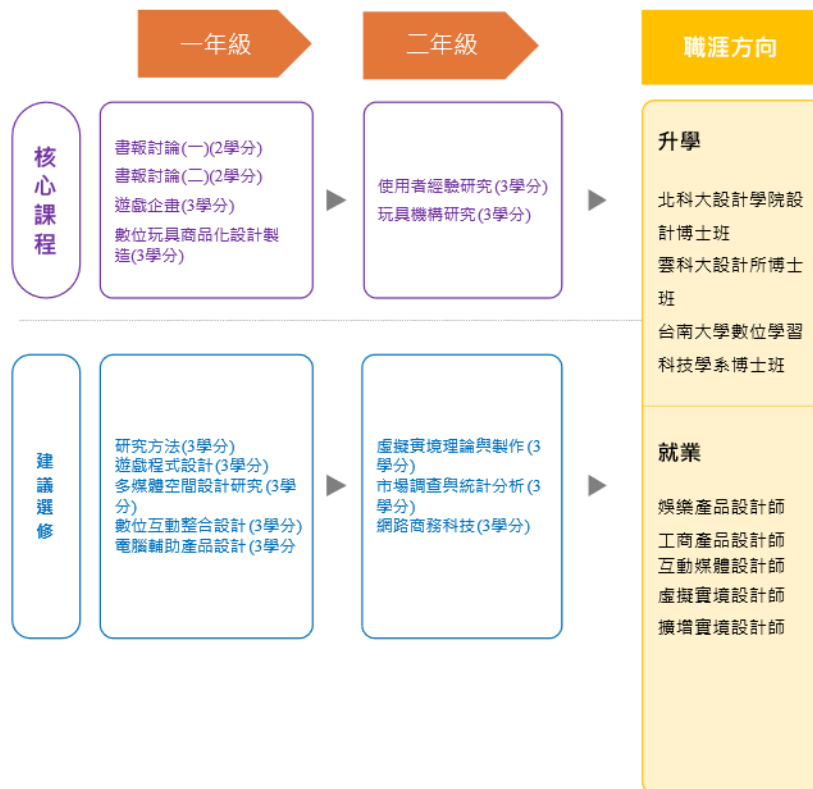 一年級
二年級
職涯方向
核心課程
書報討論(一)(2學分)
書報討論(二)(2學分)
遊戲企畫(3學分)
數位玩具商品化設計製
造(3學分)
使用者經驗研究(3學分)
玩具機構研究(3學分)
升學
北科大設計學院設
計博士班
雲科大設計所博士
班
台南大學數位學習
科技學系博士班
建議選修
研究方法(3學分)
遊戲程式設計(3學分)
多媒體空間設計研究(3學
分)
數位互動整合設計(3學分)
電腦輔助產品設計(3學分
虛擬實境理論與製作(3
學分)
市場調查與統計分析(3
學分)
網路商務科技(3學分)
就業
娛樂產品設計師
工商產品設計師
互動媒體設計師
虛擬實境設計師
擴增實境設計師